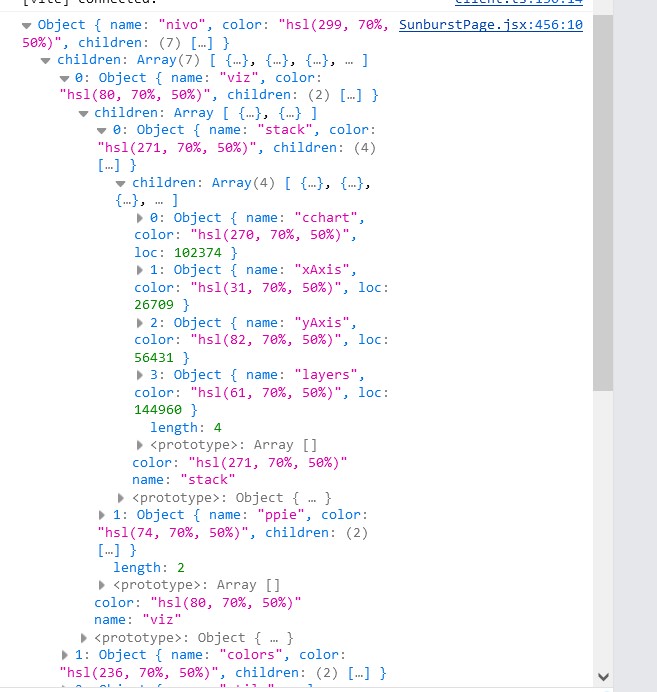 [vite] connected. client.ts:150:14
Object { name: "nivo", color: "hsl(299, 70%, SunburstPage.jsx:456:10
50%)", children: (7) […] }
children: Array(7) [ {…}, {…}, {…}, … ]
0: Object { name: "viz", color:
"hsl(80, 70%, 50%)", children: (2) […] }
children: Array [ {…}, {…} ]
0: Object { name: "stack", color:
"hsl(271, 70%, 50%)", children: (4)
[…] }
children: Array(4) [ {…}, {…},
{…}, … ]
0: Object { name: "cchart",
color: "hsl(270, 70%, 50%)",
loc: 102374 }
1: Object { name: "xAxis",
color: "hsl(31, 70%, 50%)", loc:
26709 }
2: Object { name: "yAxis",
color: "hsl(82, 70%, 50%)", loc:
56431 }
3: Object { name: "layers",
color: "hsl(61, 70%, 50%)", loc:
144960 }
length: 4
<prototype>: Array []
color: "hsl(271, 70%, 50%)"
name: "stack"
<prototype>: Object { … }
1: Object { name: "ppie", color:
"hsl(74, 70%, 50%)", children: (2)
[…] }
length: 2
<prototype>: Array []
color: "hsl(80, 70%, 50%)"
name: "viz"
<prototype>: Object { … }
1: Object { name: "colors", color:
"hsl(236, 70%, 50%)", children: (2) […] }